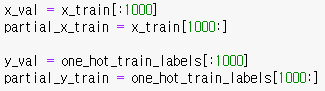 x_val = x_train[:1000]
partial_x_train = x_train[1000:]
y_val = one_hot_train_labels[:1000]
partial_y_train = one_hot_train_labels[1000:]